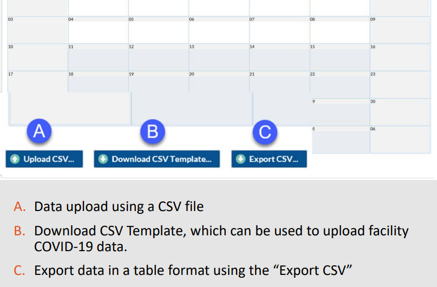 03 04 05 06 07 08 09
10 11 12 13 14 15 16
17 18 19 20 21 22 23
9 30
6 06
A B C
Upload CSV... Download CSV Template... Export CSV...
A. Data upload using a CSV file
B. Download CSV Template, which can be used to upload facility
COVID-19 data.
C. Export data in a table format using the “Export CSV”